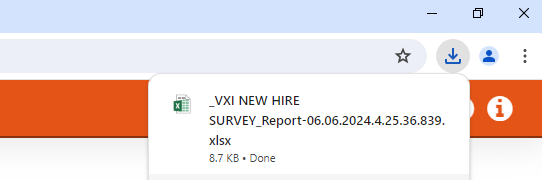 _VXI NEW HIRE
SURVEY_Report-06.06.2024.4.25.36.839.
xlsx
8.7 KB • Done